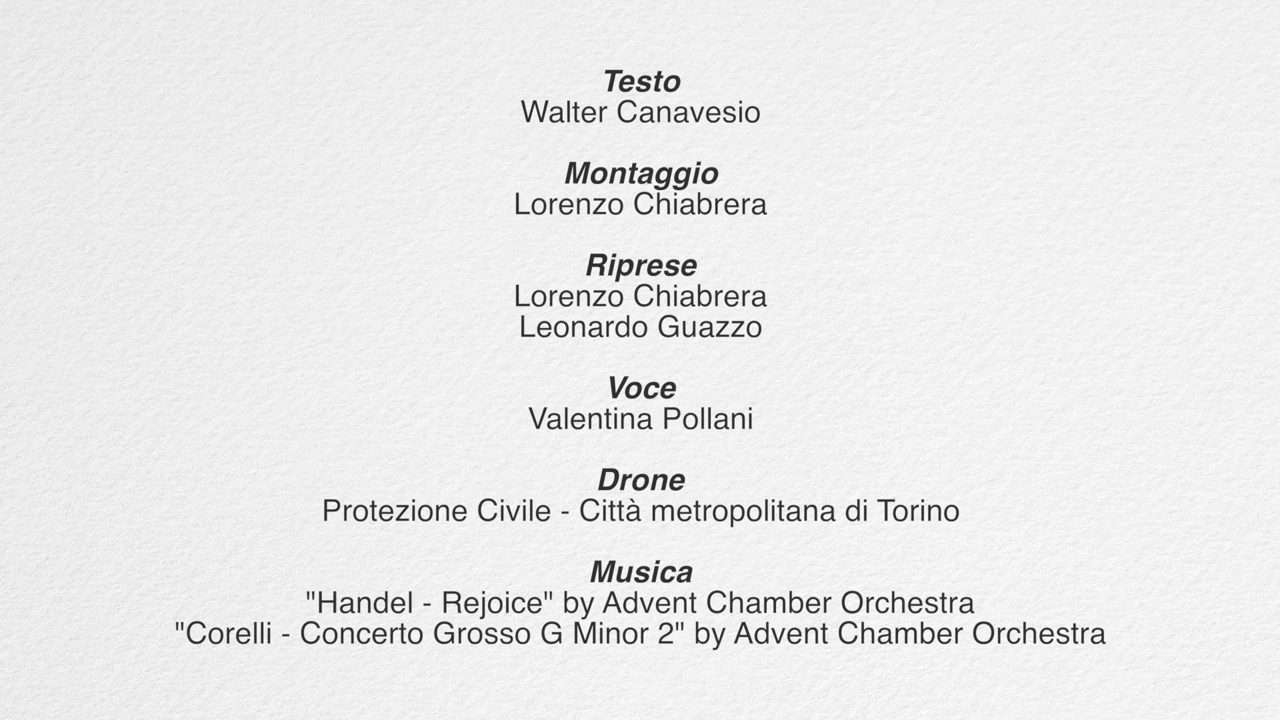 Testo
Walter Canavesio
Montaggio
Lorenzo Chiabrera
Riprese
Lorenzo Chiabrera
Leonardo Guazzo
Voce
Valentina Pollani
Drone
Protezione Civile - Città metropolitana di Torino
Musica
"Handel - Rejoice" by Advent Chamber Orchestra
"Corelli - Concerto Grosso G Minor 2" by Advent Chamber Orchestra